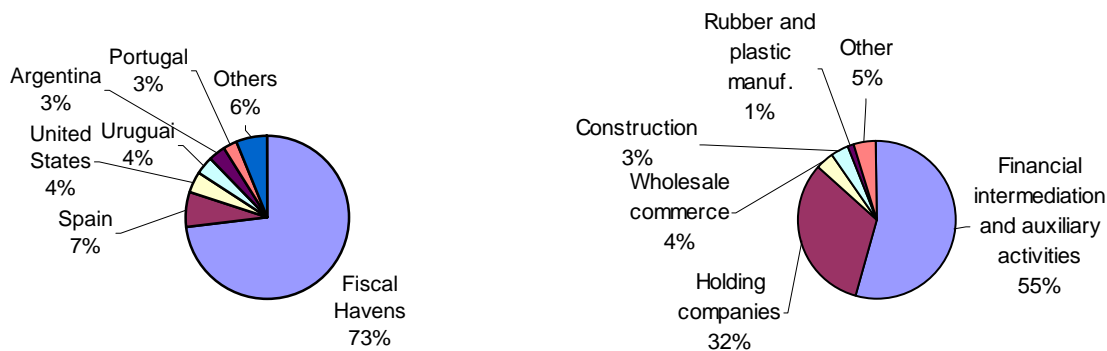 Portugal
3%
Argentina
3%
Others
6%
United
States
4%
Uruguai
4%
Spain
7%
Fiscal
Havens
73%
Rubber and
plastic
manuf.
1%
Other
5%
Construction
3%
Wholesale
commerce
4%
Holding
companies
32%
Financial
intermediation
and auxiliary
activities
55%